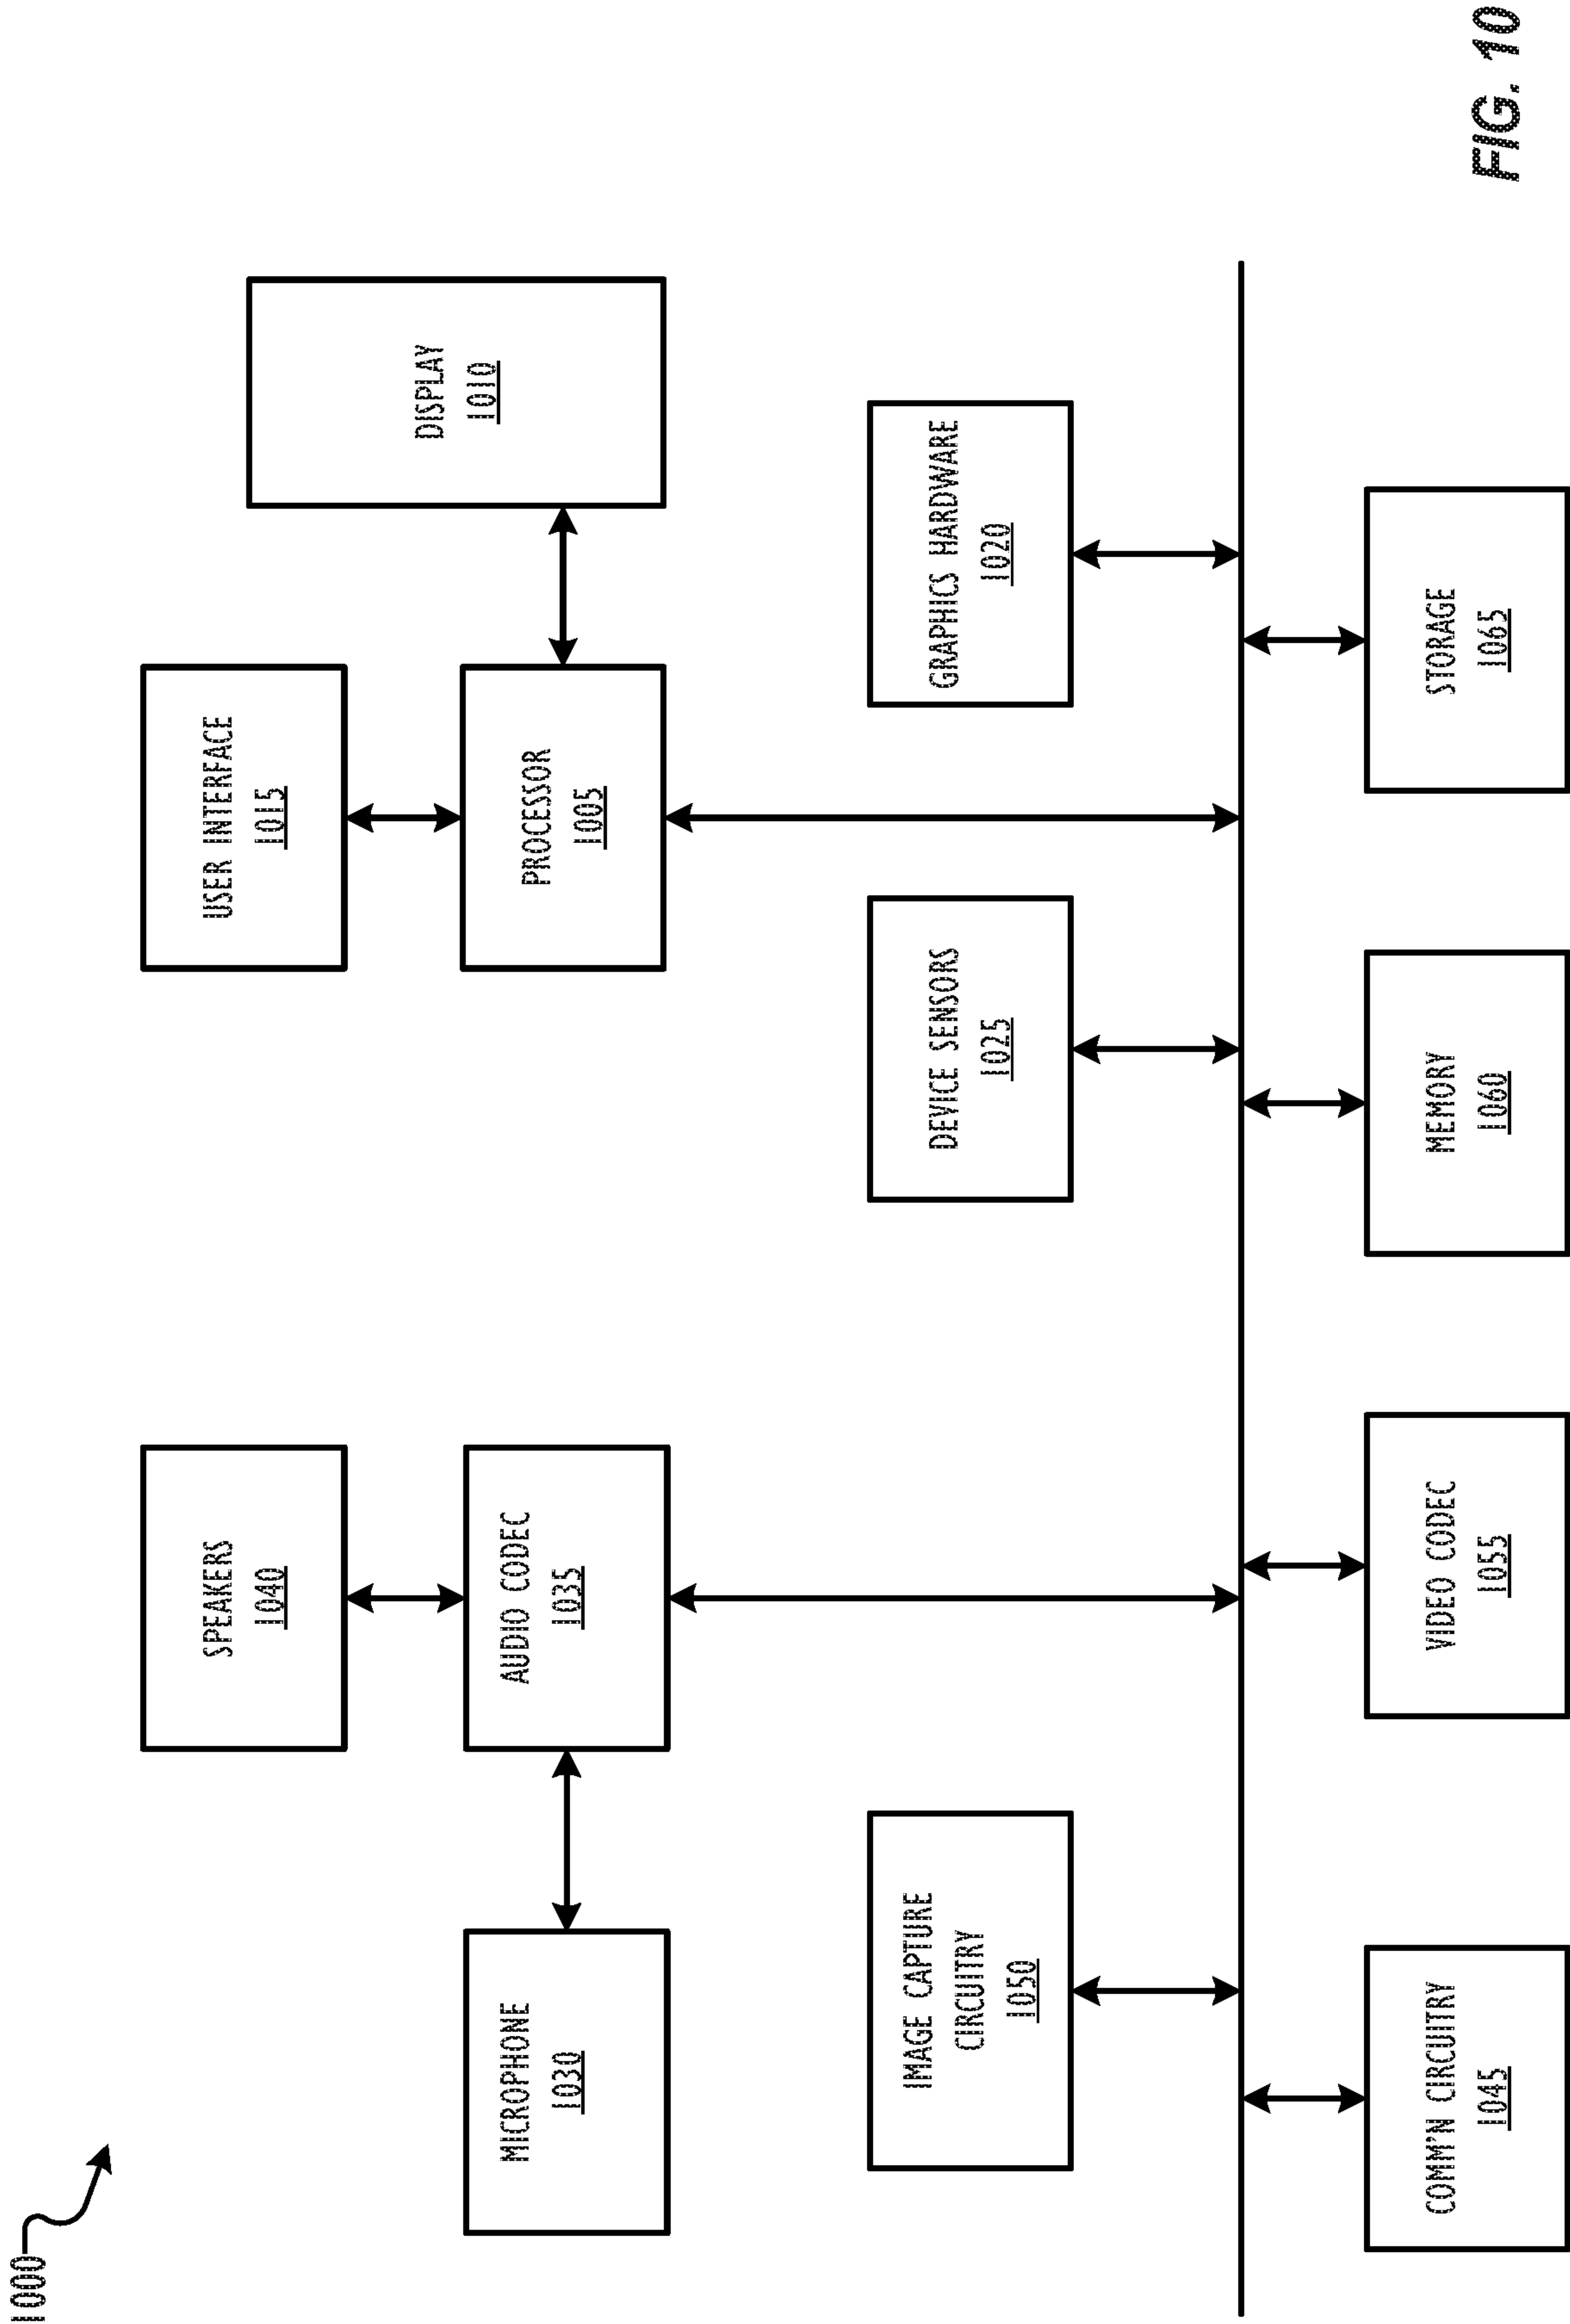 1000
SPEAKERS
1040
USER INTERFACE
1015
MICROPHONE
1030
AUDIO CODEC
1035
PROCESSOR
1005
DISPLAY
1010
IMAGE CAPTURE
CIRCUITRY
1050
DEVICE SENSORS
1025
GRAPHICS HARDWARE
1020
COMM'N CIRCUITRY
1045
VIDEO CODEC
1055
MEMORY
1060
STORAGE
1065
FIG. 10